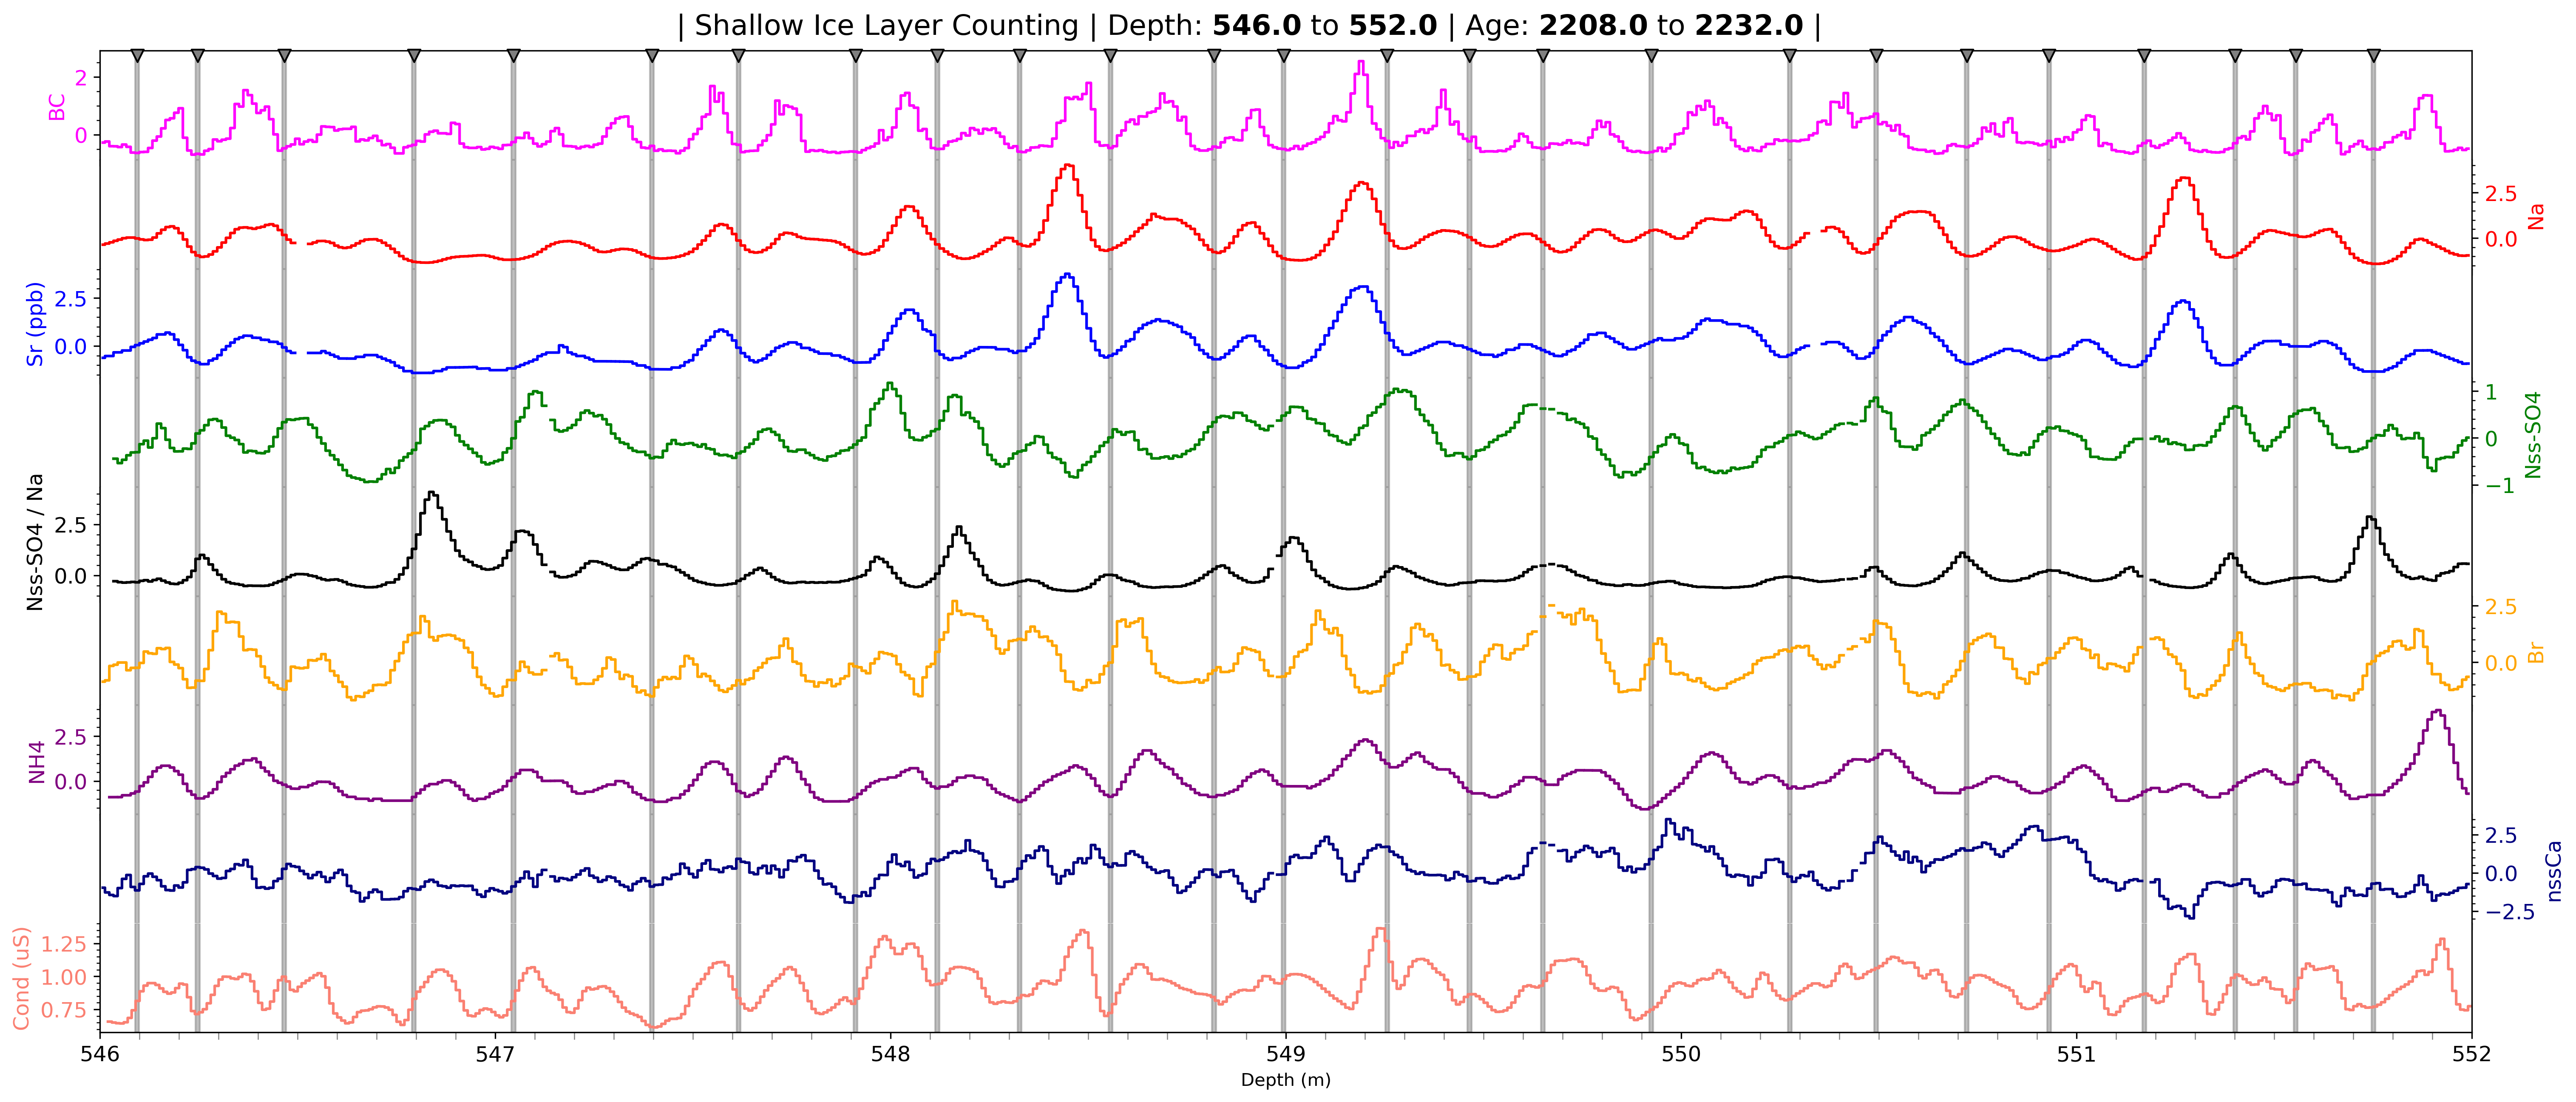 | Shallow Ice Layer Counting | Depth: 546.0 to 552.0 | Age: 2208.0 to 2232.0 |
BC
2
0
Na
2.5
0.0
Sr (ppb)
2.5
0.0
Nss-SO4
1
0
−1
Nss-SO4 / Na
2.5
0.0
Br
2.5
0.0
NH4
2.5
0.0
nssCa
2.5
0.0
−2.5
Cond (uS)
1.25
1.00
0.75
546 547 548 549 550 551 552
Depth (m)